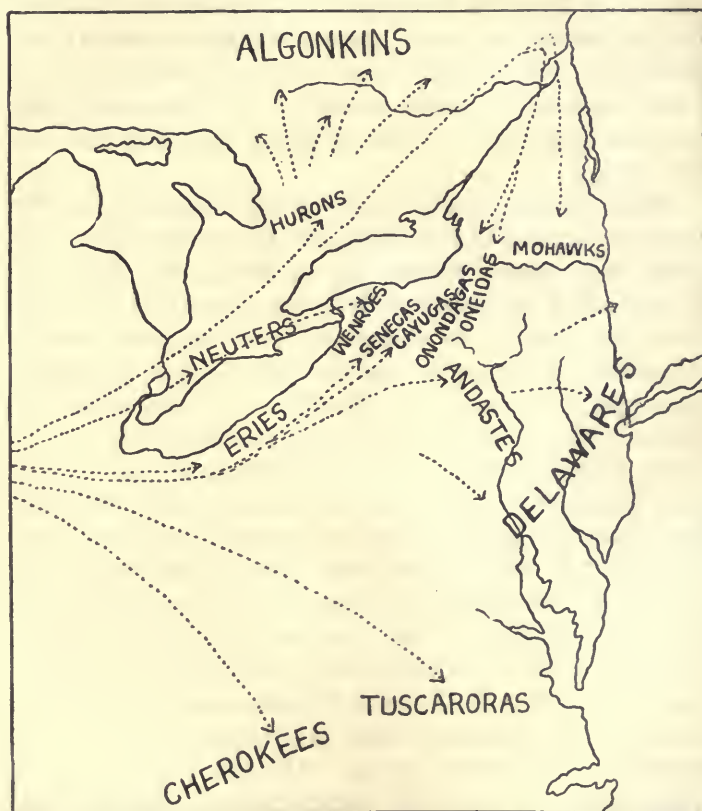 ALGONKINS
HURONS
MOHAWKS
NEUTERS
WENROES
SENECAS
CAYUGAS
ONONDAGAS
ONEIDAS
ERIES
ANDASTES
DELAWARES
TUSCARORAS
CHEROKEES